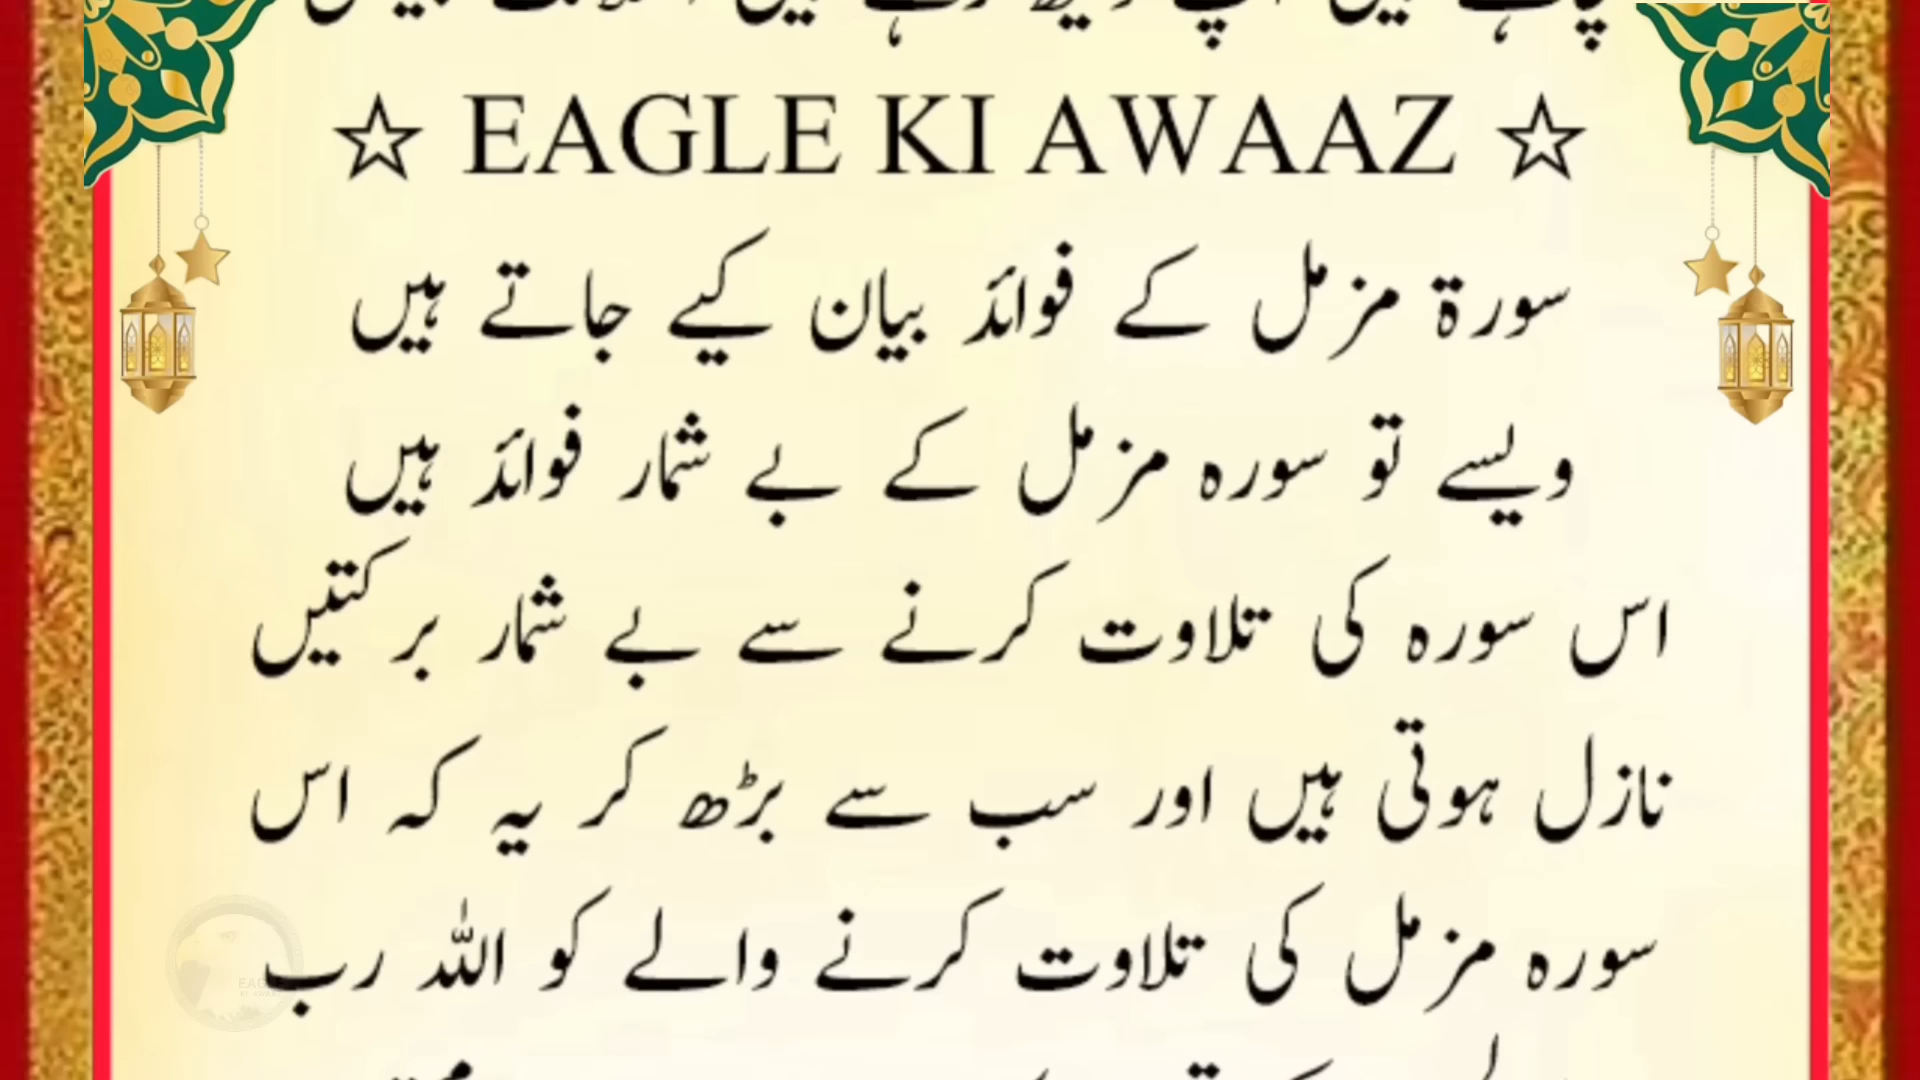 ☆ EAGLE KI AWAAZ ☆
سورۃ مزمل کے فوائد بیان کیے جاتے ہیں
ویسے تو سورہ مزمل کے بے شمار فوائد ہیں
اس سورہ کی تلاوت کرنے سے بے شمار برکتیں
نازل ہوتی ہیں اور سب سے بڑھ کر یہ کہ اس
سورہ مزمل کی تلاوت کرنے والے کو اللہ رب